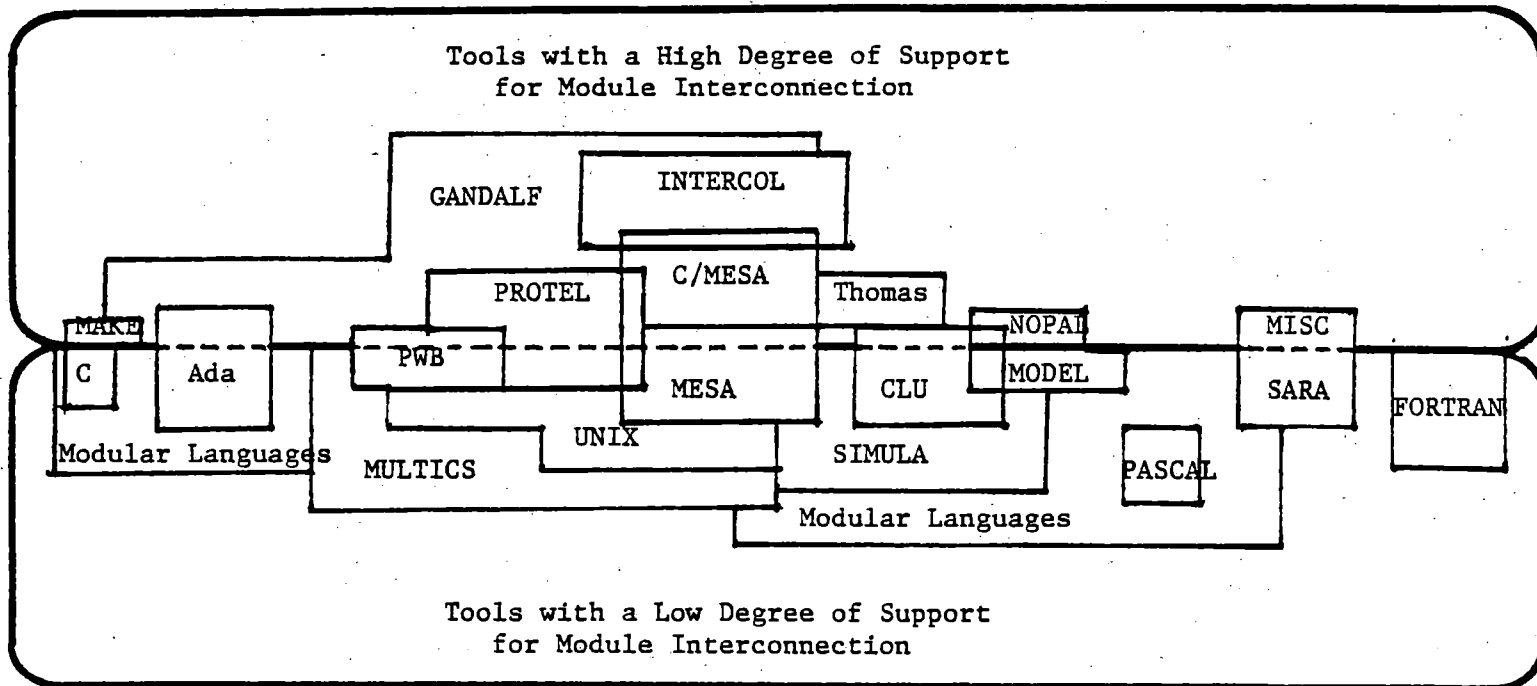 Tools with a High Degree of Support
for Module Interconnection
INTERCOL
GANDALF
C/MESA
PROTEL
Thomas
MAKE
NOPAL
MISC
PWB
C
Ada
MESA
CLU
MODEL
SARA
FORTRAN
UNIX
Modular Languages
MULTICS
SIMULA
PASCAL
Modular Languages
Tools with a Low Degree of Support
for Module Interconnection